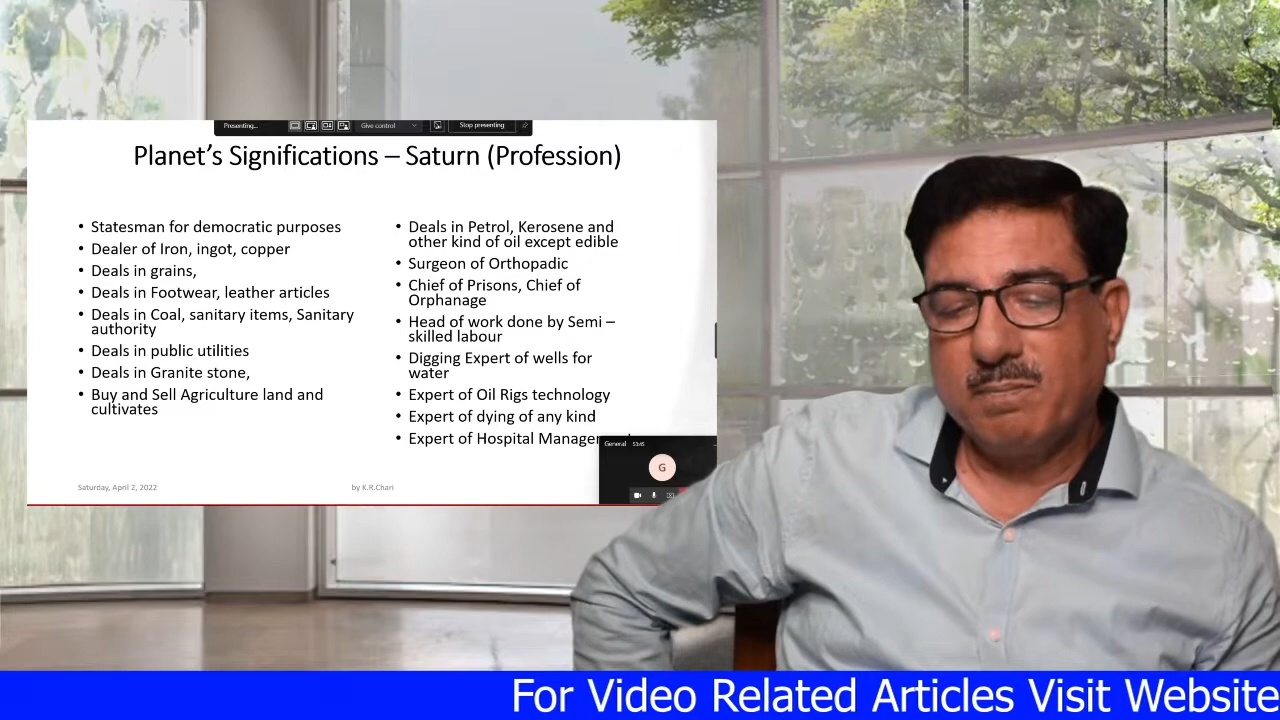 Presenting...
Give control
Stop presenting
Planet's Significations – Saturn (Profession)
• Statesman for democratic purposes
• Dealer of Iron, ingot, copper
• Deals in grains,
• Deals in Footwear, leather articles
• Deals in Coal, sanitary items, Sanitary
authority
• Deals in public utilities
• Deals in Granite stone,
• Buy and Sell Agriculture land and
cultivates
• Deals in Petrol, Kerosene and
other kind of oil except edible
• Surgeon of Orthopadic
• Chief of Prisons, Chief of
Orphanage
• Head of work done by Semi –
skilled labour
• Digging Expert of wells for
water
• Expert of Oil Rigs technology
• Expert of dying of any kind
• Expert of Hospital
General 53:45
G
Saturday, April 2, 2022
by K.R.Chari
For Video Related Articles Visit Website